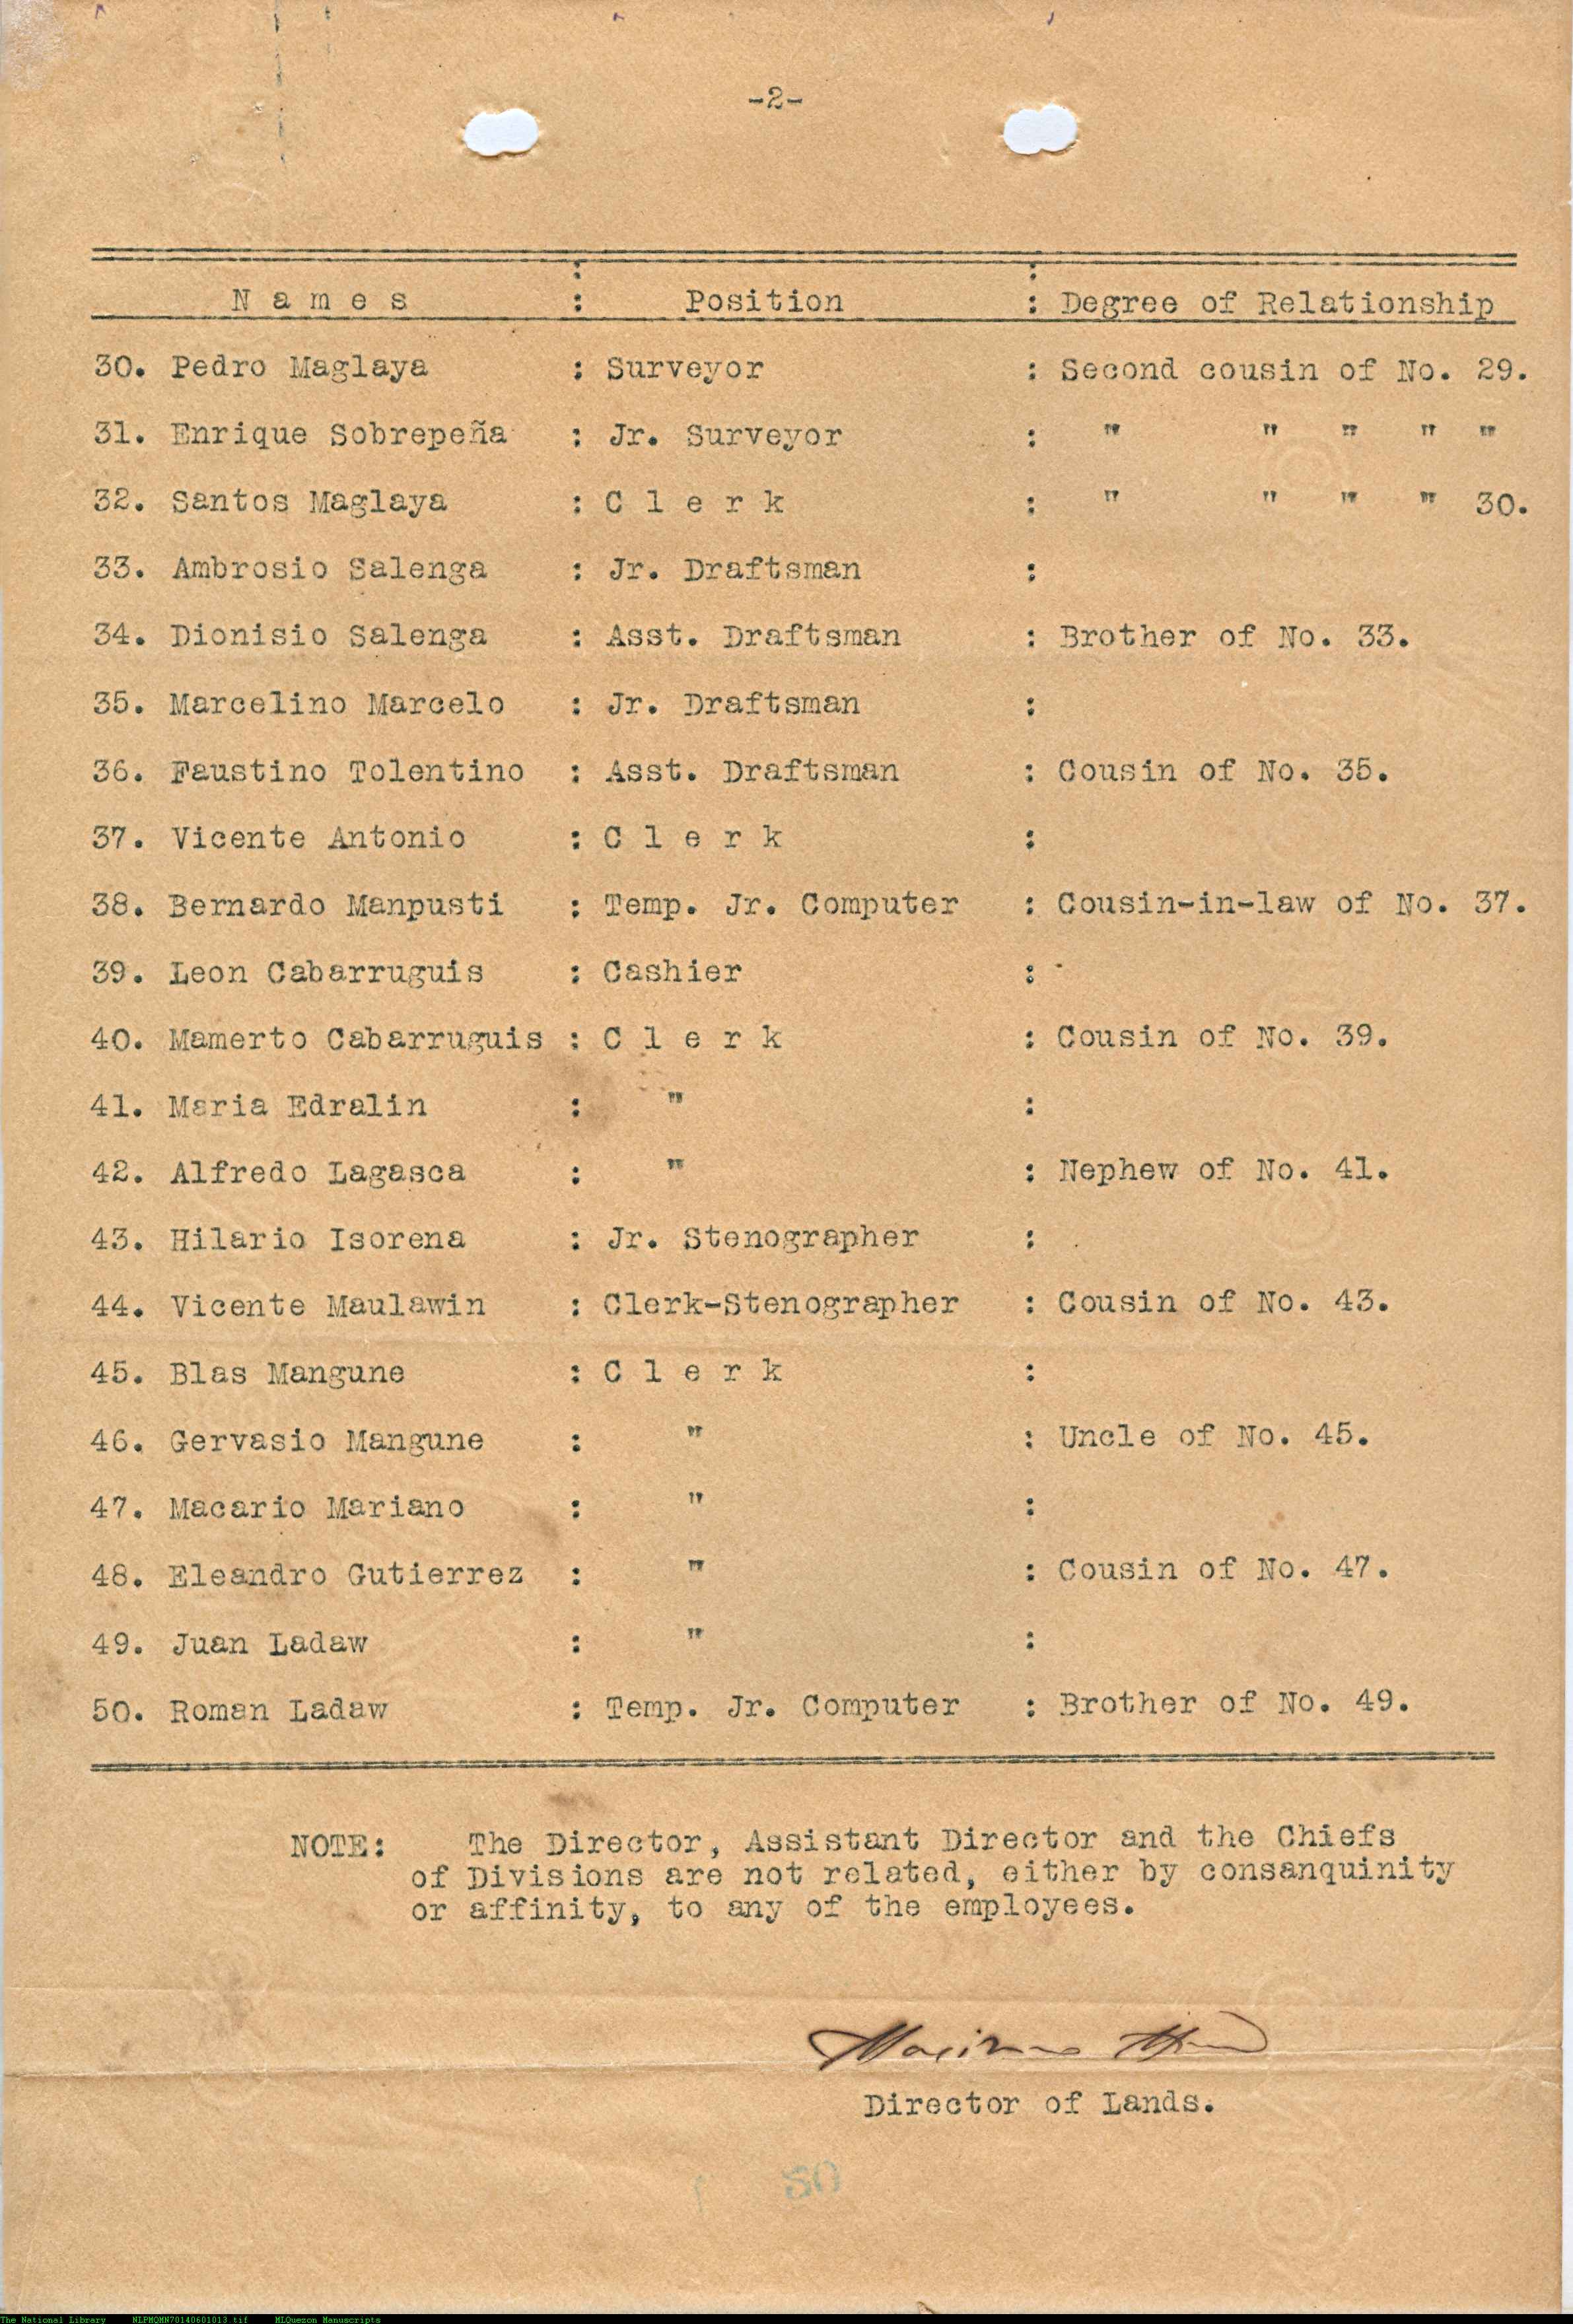 -2-
N a m e s : Position : Degree of Relationship
30. Pedro Maglaya : Surveyor : Second cousin of No. 29.
31. Enrique Sobrepeña : Jr. Surveyor : " " " " "
32. Santos Maglaya : C l e r k : " " " " 30.
33. Ambrosio Salenga : Jr. Draftsman :
34. Dionisio Salenga : Asst. Draftsman : Brother of No. 33.
35. Marcelino Marcelo : Jr. Draftsman :
36. Faustino Tolentino : Asst. Draftsman : Cousin of No. 35.
37. Vicente Antonio : C l e r k :
38. Bernardo Manpusti : Temp. Jr. Computer : Cousin-in-law of No. 37.
39. Leon Cabarruguis : Cashier :
40. Mamerto Cabarruguis : C l e r k : Cousin of No. 39.
41. Maria Edralin : " :
42. Alfredo Lagasca : " : Nephew of No. 41.
43. Hilario Isorena : Jr. Stenographer :
44. Vicente Maulawin : Clerk-Stenographer : Cousin of No. 43.
45. Blas Mangune : C l e r k :
46. Gervasio Mangune : " : Uncle of No. 45.
47. Macario Mariano : " :
48. Eleandro Gutierrez : " : Cousin of No. 47.
49. Juan Ladaw : " :
50. Roman Ladaw : Temp. Jr. Computer : Brother of No. 49.
NOTE: The Director, Assistant Director and the Chiefs
of Divisions are not related, either by consanquinity
or affinity, to any of the employees.
Director of Lands.
The National Library NLPMQMN70140601013.tif MLQuezon Manuscripts